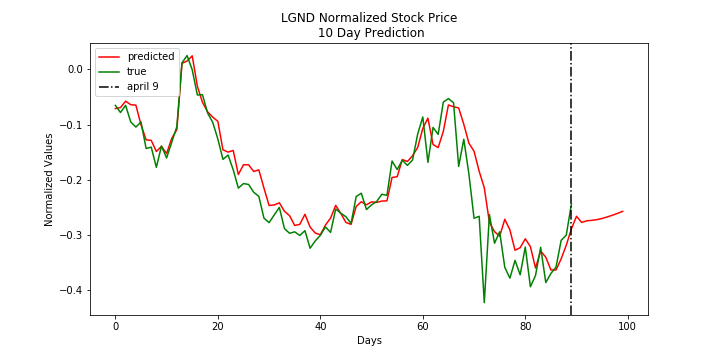 LGND Normalized Stock Price
10 Day Prediction
predicted
true
april 9
Normalized Values
0.0
−0.1
−0.2
−0.3
−0.4
0
20
40
60
80
100
Days